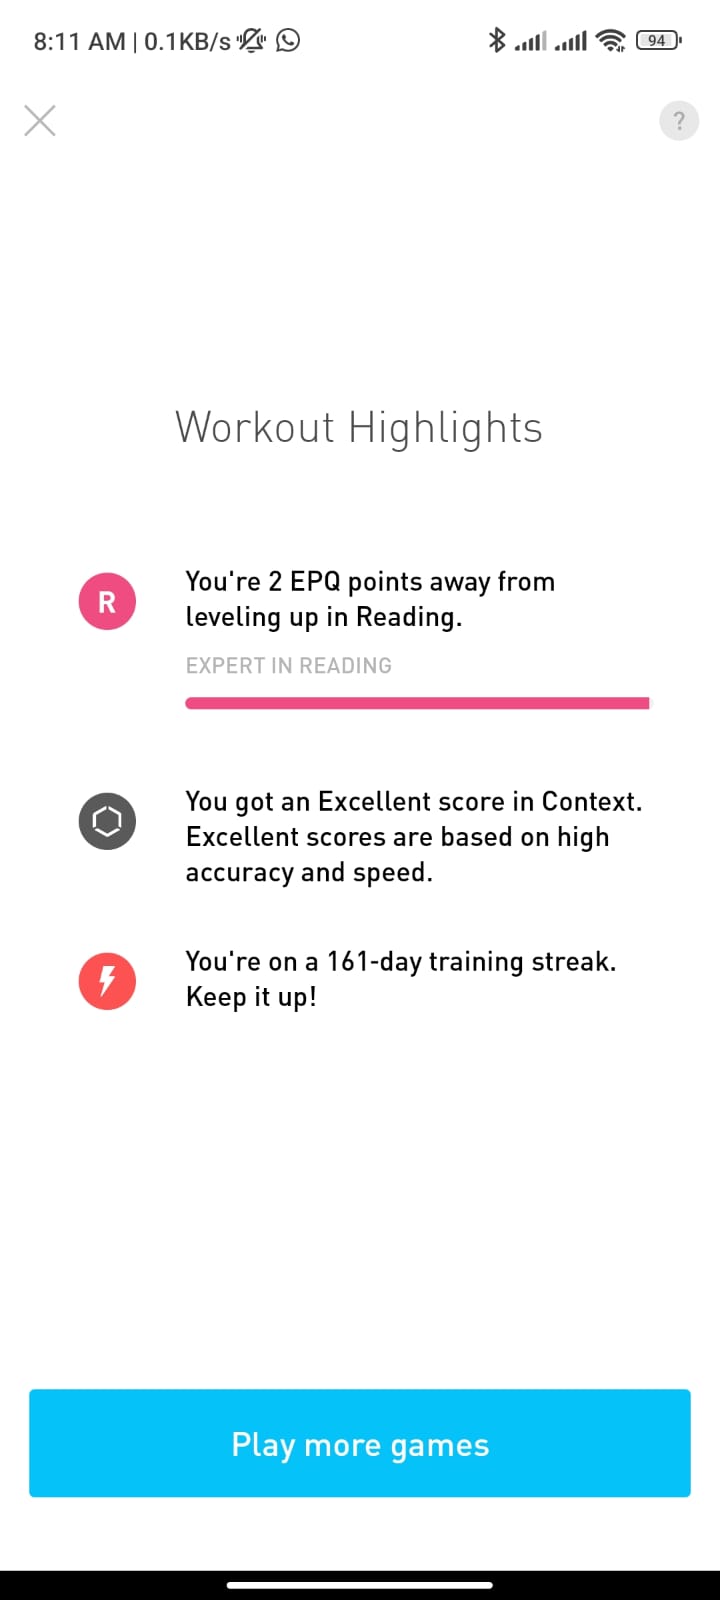 8:11 AM | 0.1KB/s 94
?
Workout Highlights
R
You're 2 EPQ points away from
leveling up in Reading.
EXPERT IN READING
You got an Excellent score in Context.
Excellent scores are based on high
accuracy and speed.
You're on a 161-day training streak.
Keep it up!
Play more games